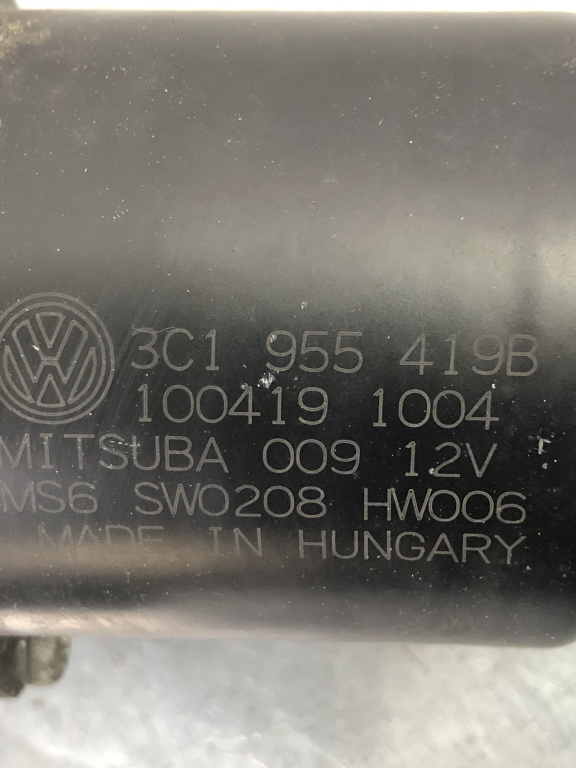 3C1 955 419B
100419 1004
MITSUBA 009 12V
MS6 SW0208 HW006
MADE IN HUNGARY